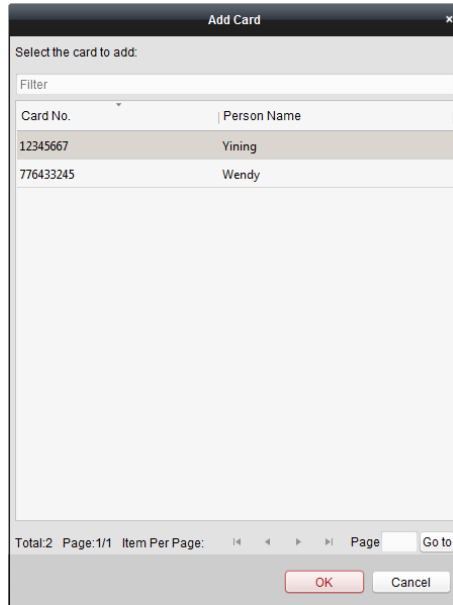 Add Card ×
Select the card to add:
Filter
Card No. Person Name
12345667 Yining
776433245 Wendy
Total:2 Page:1/1 Item Per Page: Page Go to
OK Cancel